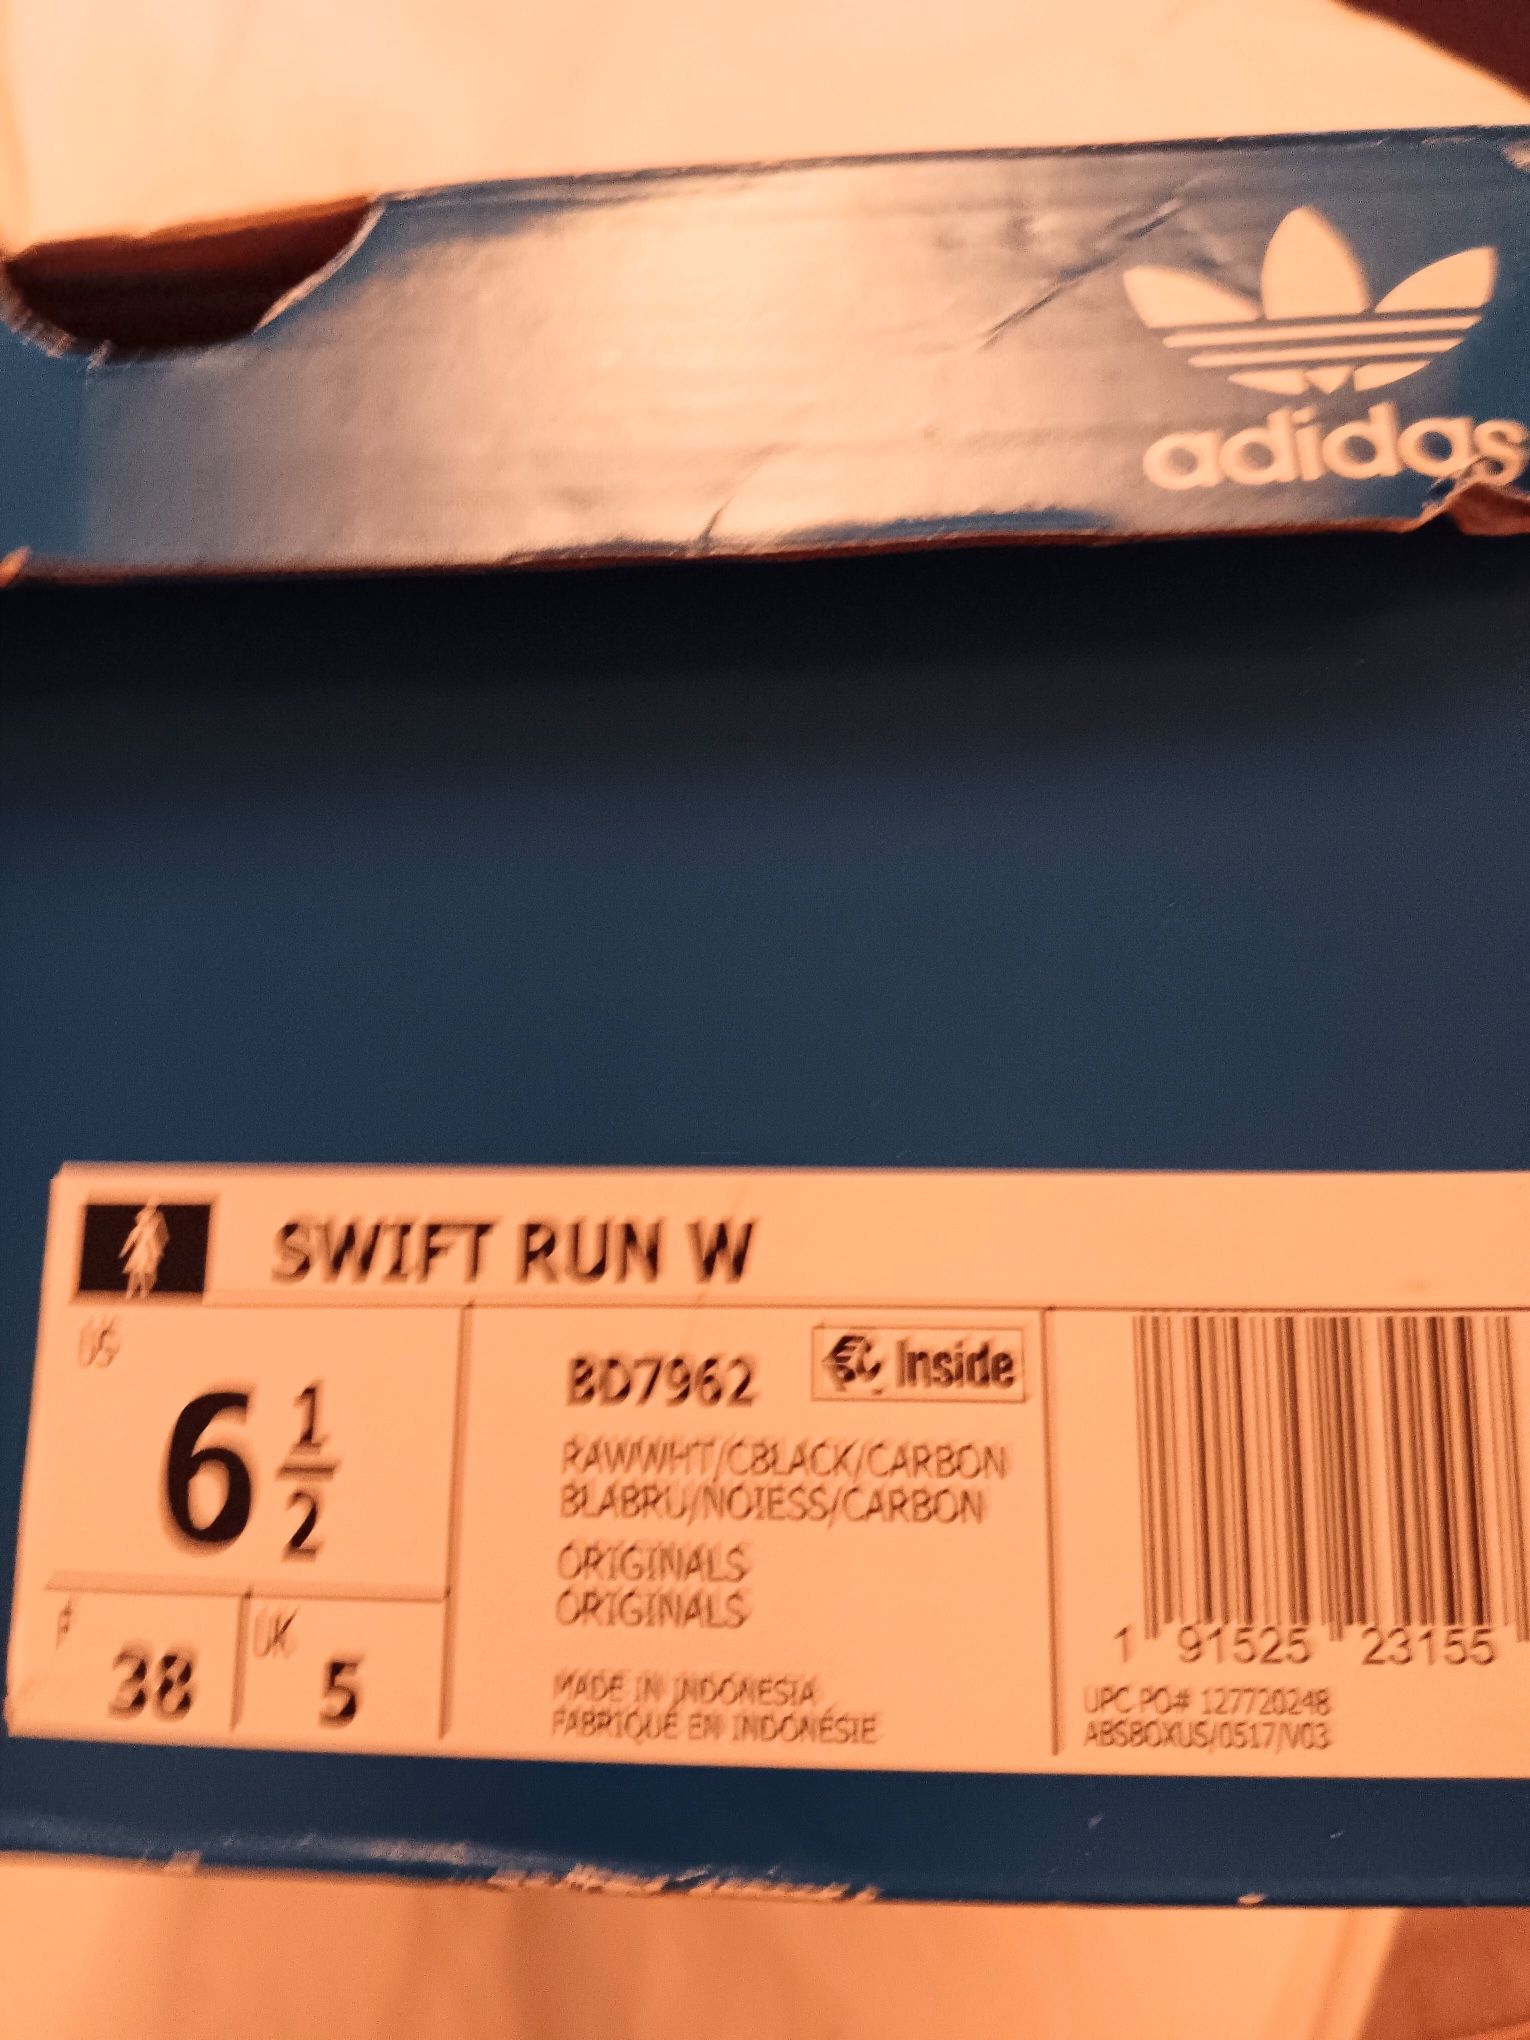 adidas
SWIFT RUN W
US
6 1/2
F
38
UK
5
BD7962
Inside
RAWWHT/CBLACK/CARBON
BLABRU/NOIESS/CARBON
ORIGINALS
ORIGINALS
MADE IN INDONESIA
FABRIQUÉ EN INDONÉSIE
1 91525 23155
UPC PO# 127720248
ABSBOXUS/0517/V03